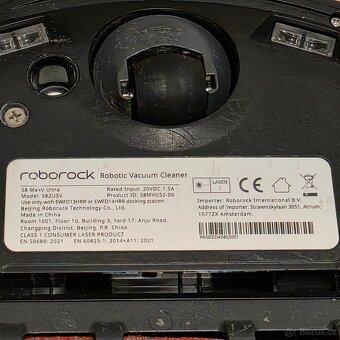 roborock Robotic Vacuum Cleaner
S8 MaxV Ultra
Rated Input: 20VDC 1.5A
Model: S82USV
Product ID: S8MVU52-00
Use only with EWFD13HRR or EWFD14HRR docking station.
Beijing Roborock Technology Co., Ltd.
Made in China
Room 1001, Floor 10, Building 3, Yard 17, Anju Road,
Changping District, Beijing, P.R. China
CLASS 1 CONSUMER LASER PRODUCT
EN 50689: 2021 EN 60825-1: 2014+A11: 2021
LASER
1
Importer:
Roborock International B.V.
Address: Strawinskylaan 3051, Atrium,
1077ZX Amsterdam.